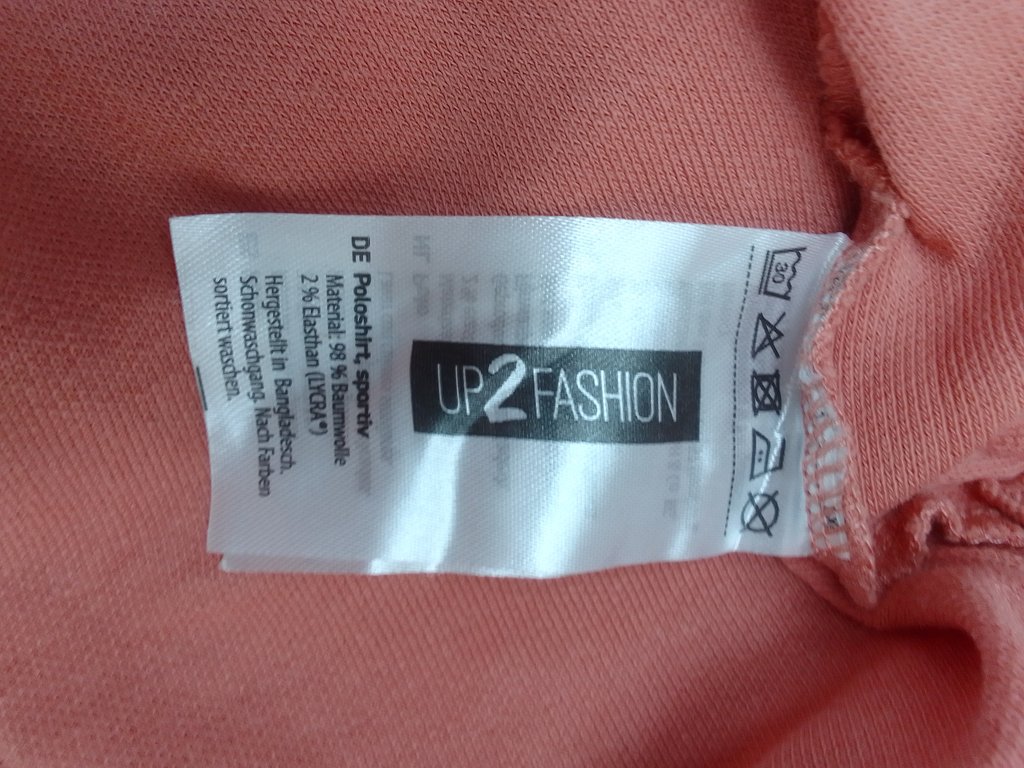 30
UP2FASHION
DE Poloshirt, sportiv
Material: 98 % Baumwolle
2 % Elasthan (LYCRA®)
Hergestellt in Bangladesch.
Schonwaschgang. Nach Farben
sortiert waschen.